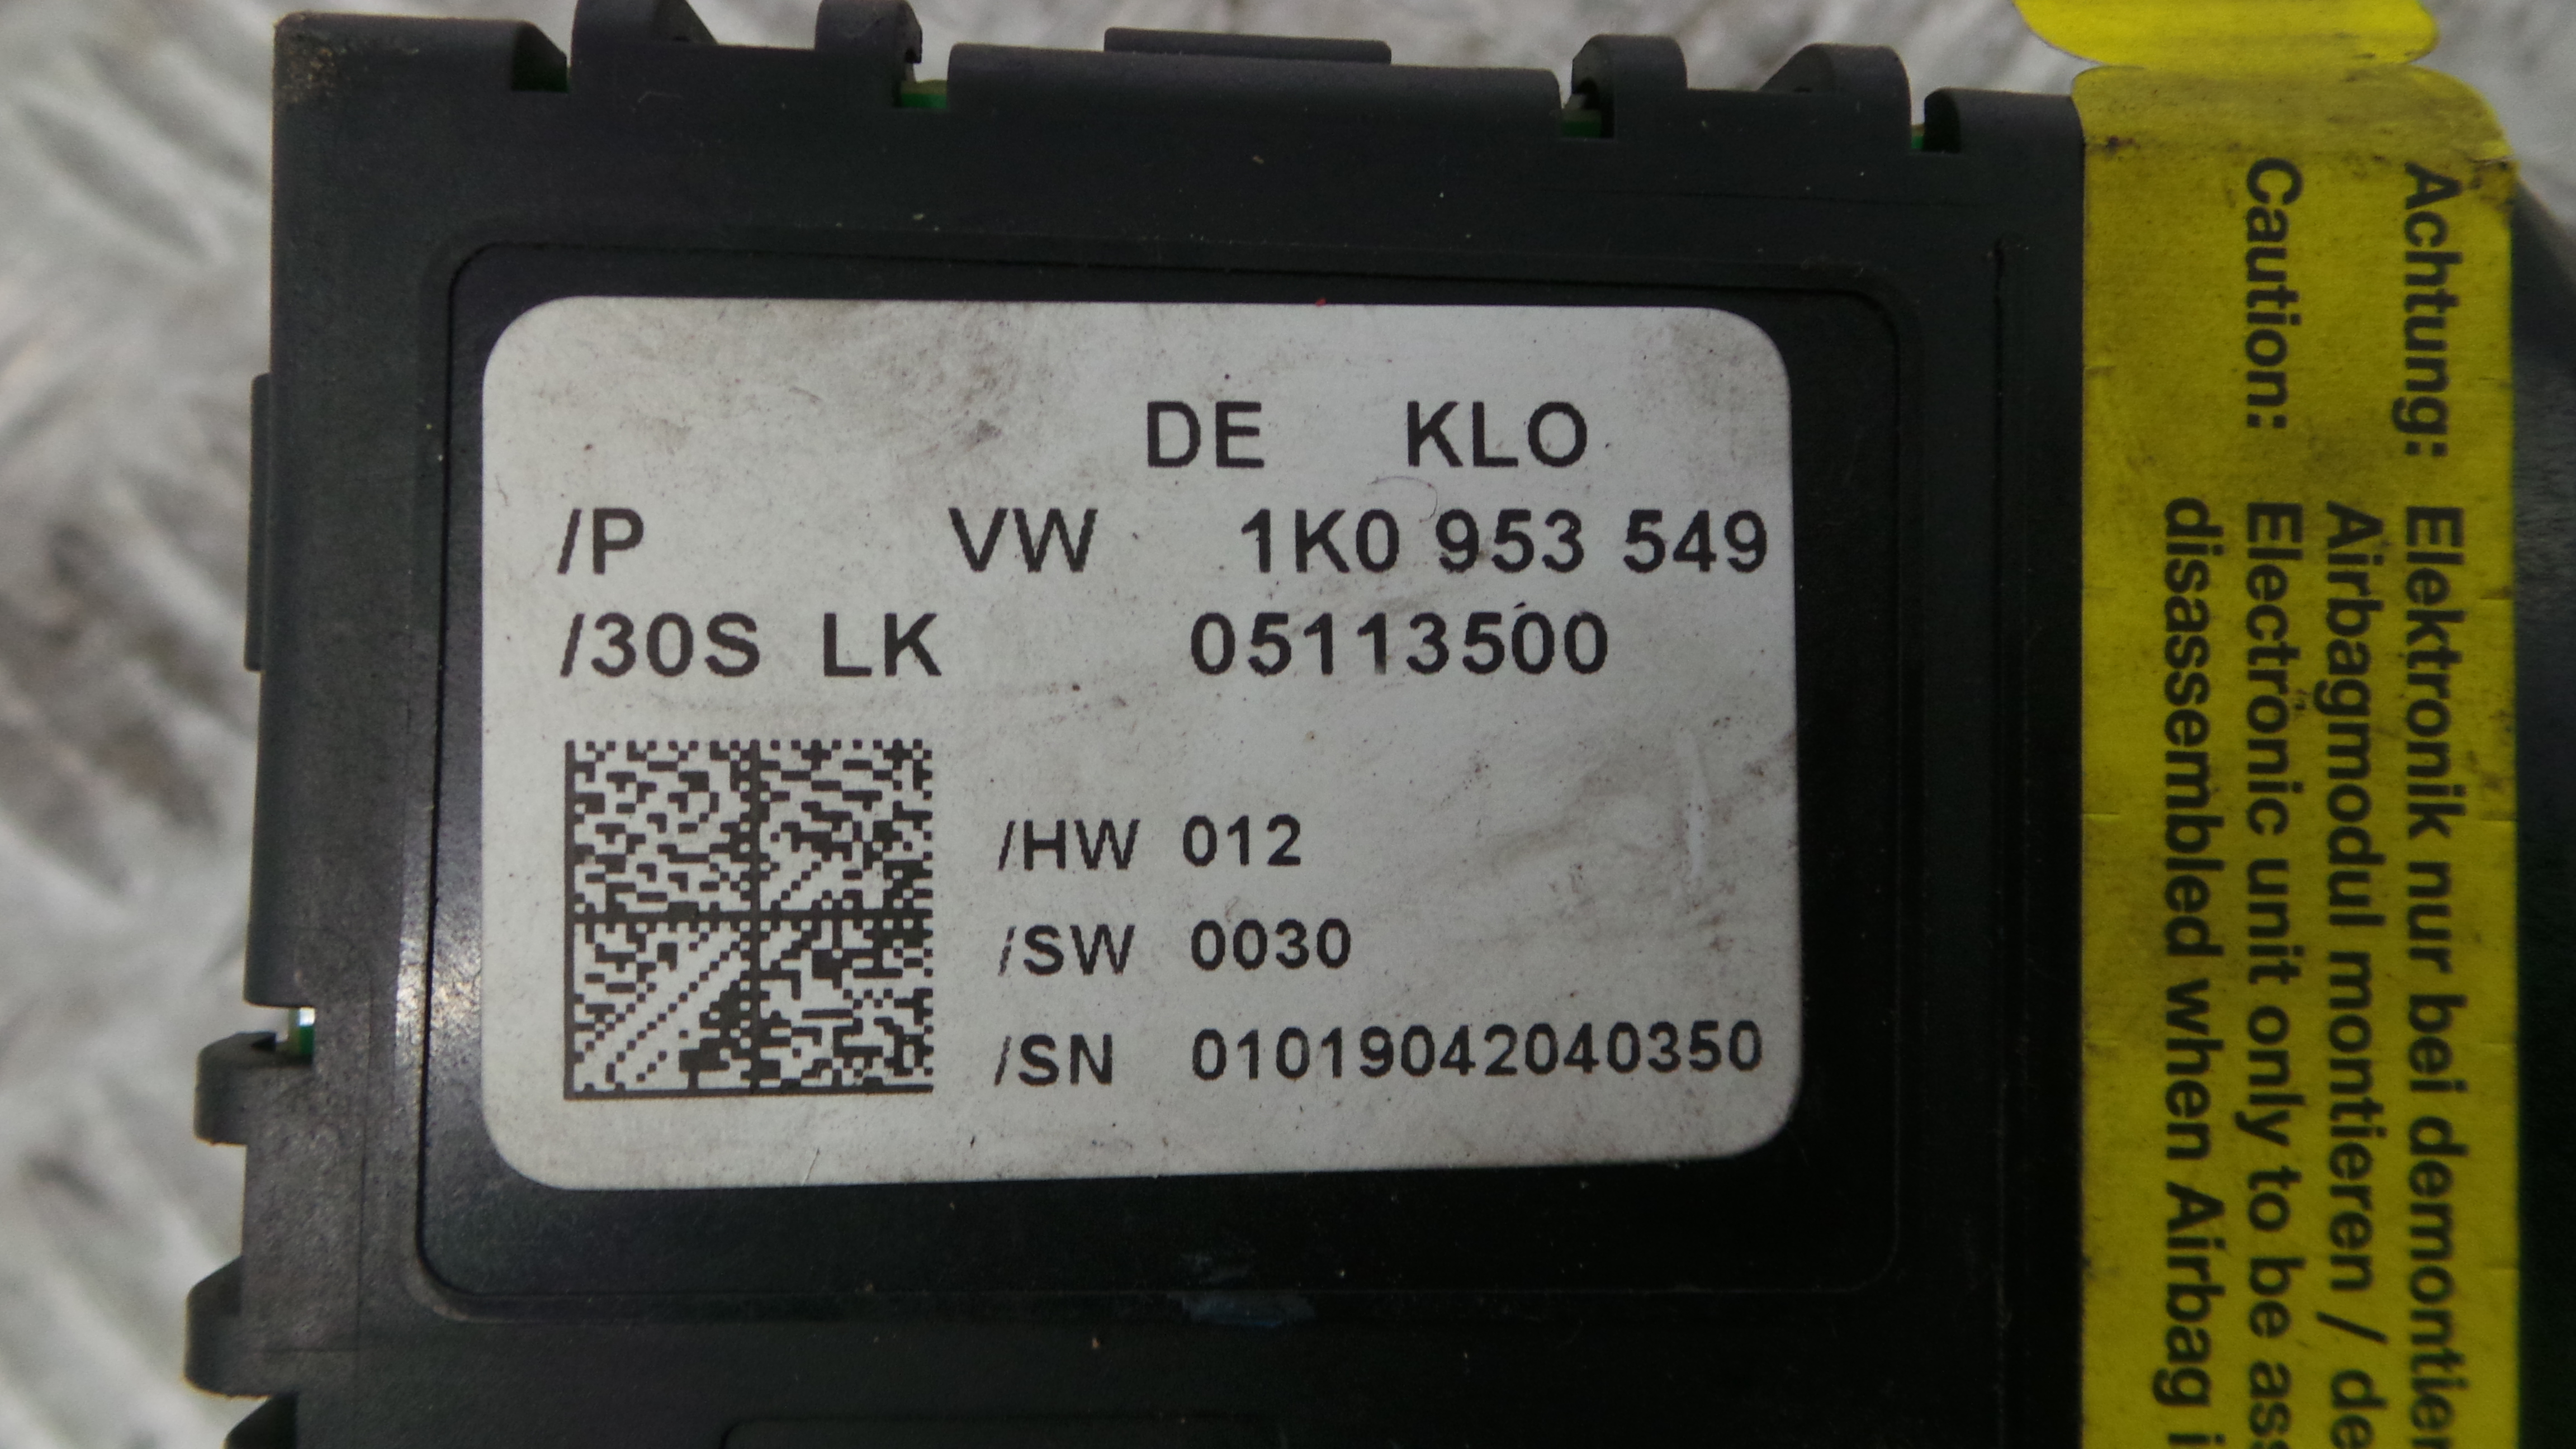 DE KLO
/P VW 1K0 953 549
/30S LK 05113500
/HW 012
/SW 0030
/SN 01019042040350
Achtung: Elektronik nur bei demontier
Airbagmodul montieren / de
Caution: Electronic unit only to be ass
disassembled when Airbag i